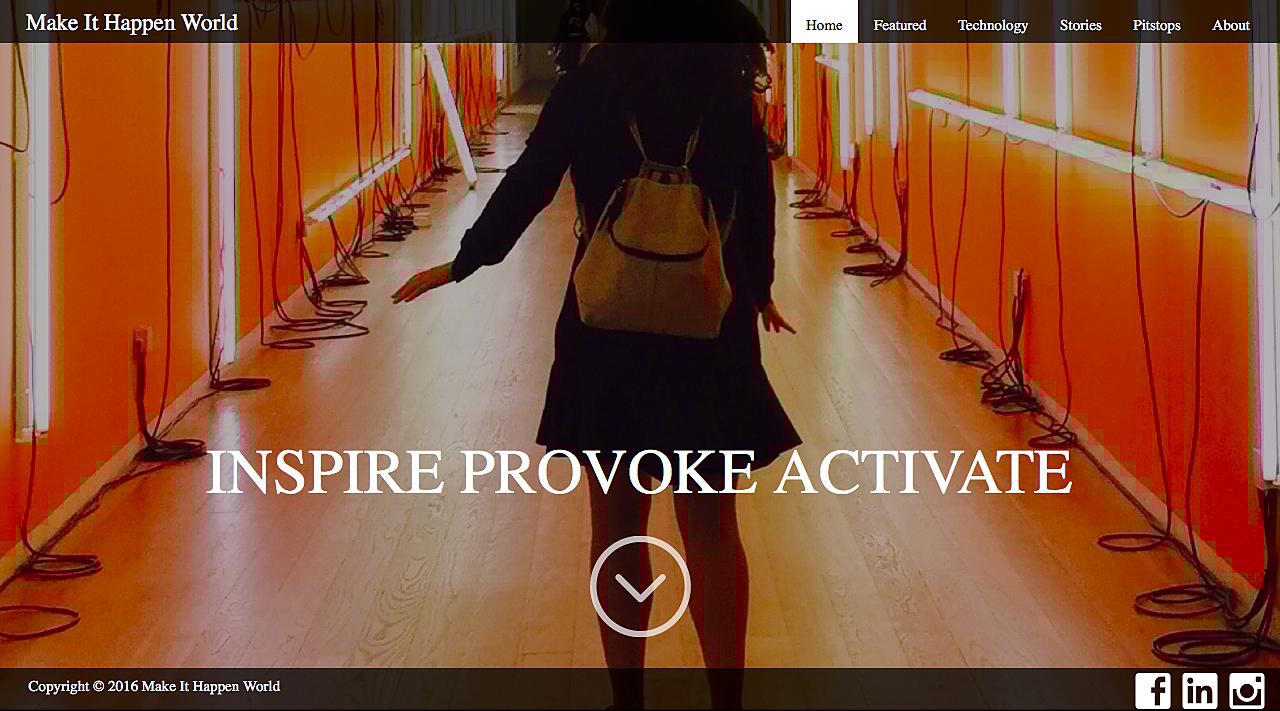 Make It Happen World
Home Featured Technology Stories Pitstops About
INSPIRE PROVOKE ACTIVATE
Copyright © 2016 Make It Happen World